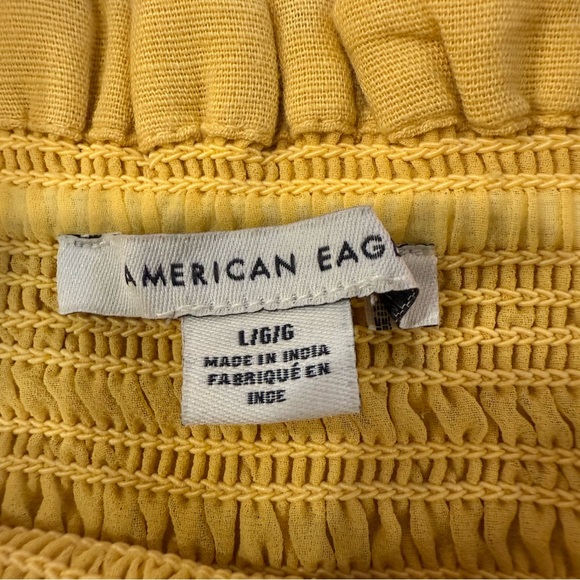 AMERICAN EAG
L/G/G
MADE IN INDIA
FABRIQUÉ EN
INDE